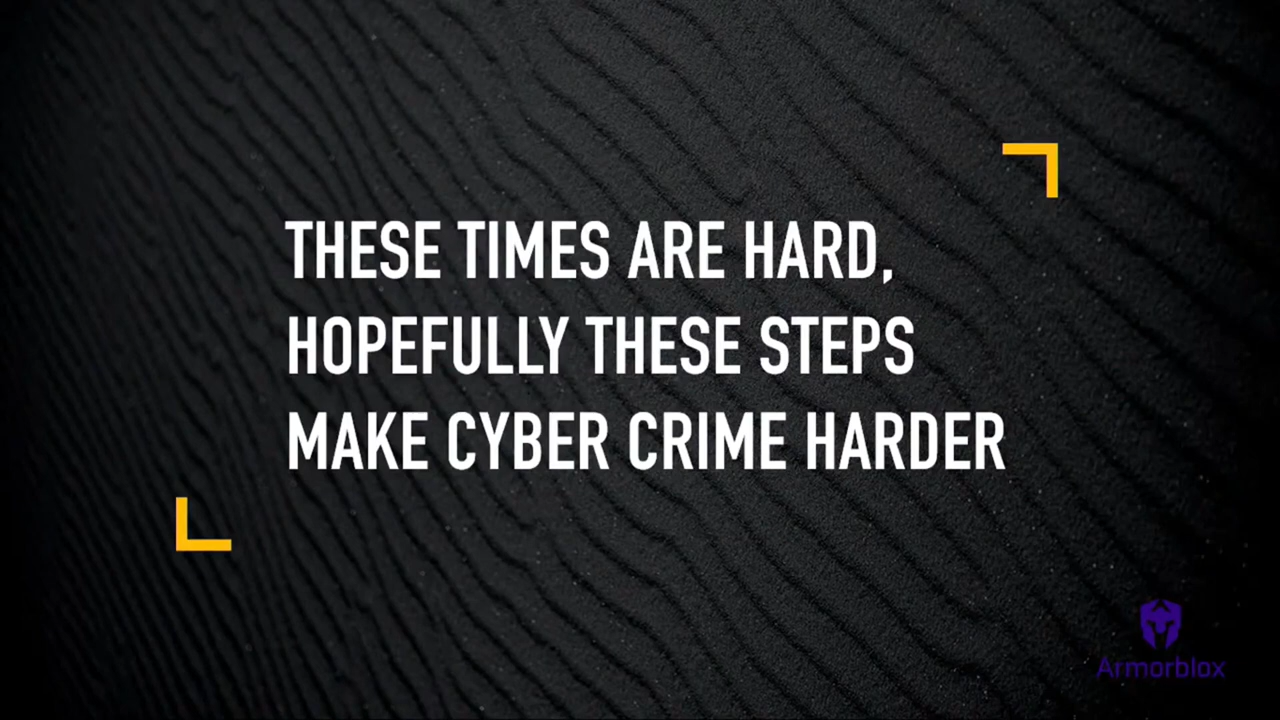 THESE TIMES ARE HARD,
HOPEFULLY THESE STEPS
MAKE CYBER CRIME HARDER
Armorblox